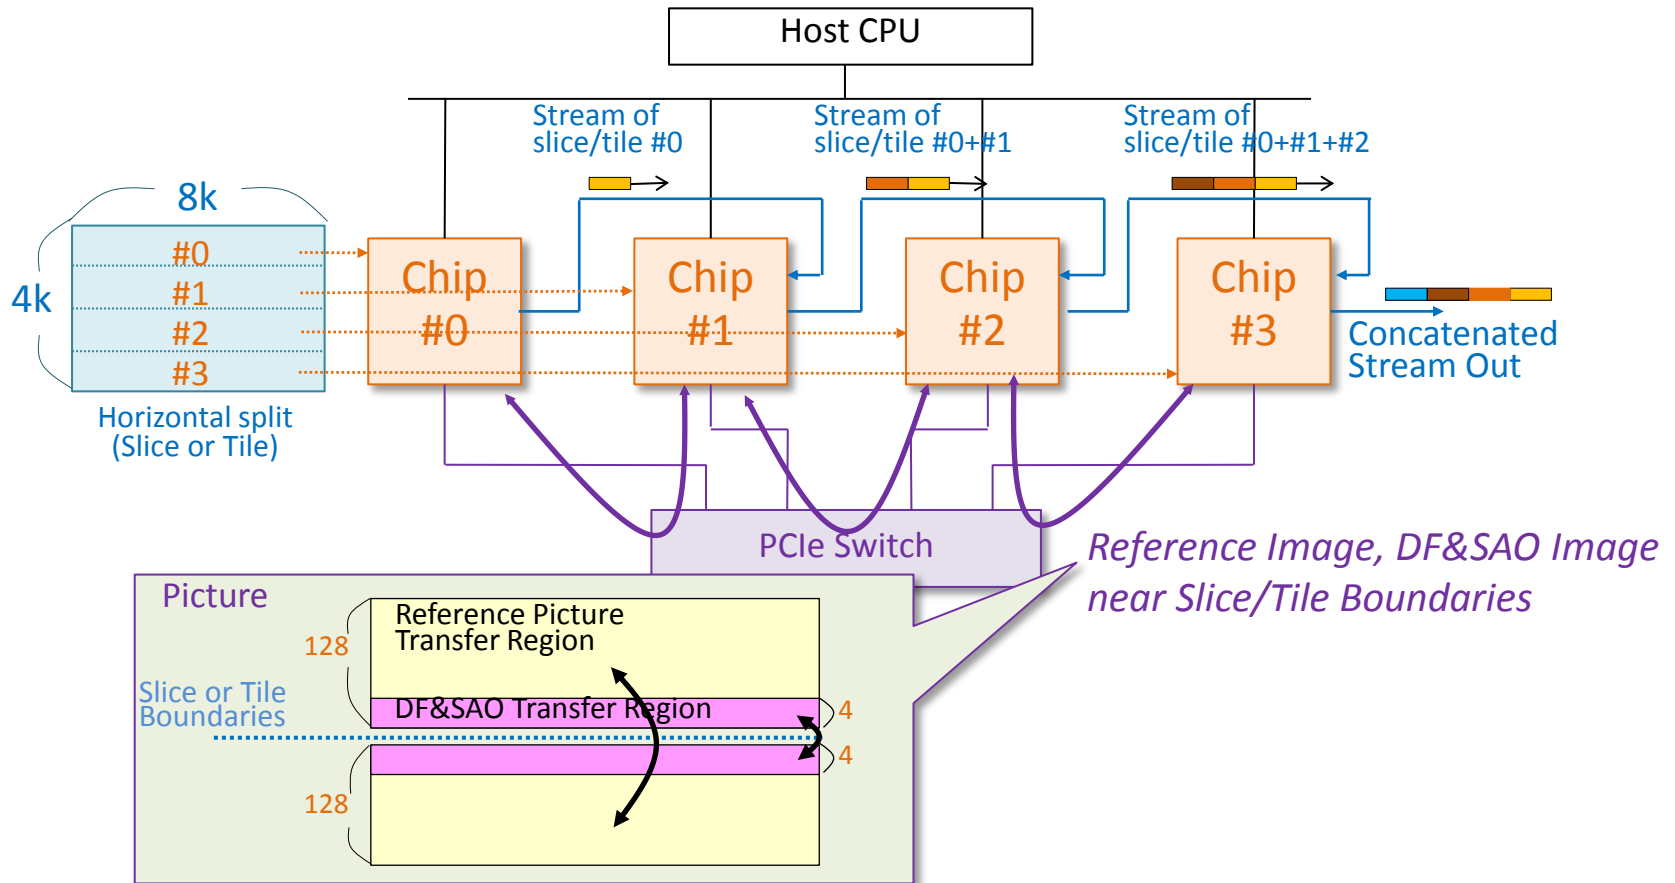 Host CPU
Stream of
slice/tile #0
Stream of
slice/tile #0+#1
Stream of
slice/tile #0+#1+#2
8k
4k
#0
#1
#2
#3
Horizontal split
(Slice or Tile)
Chip
#0
Chip
#1
Chip
#2
Chip
#3
Concatenated
Stream Out
PCIe Switch
Reference Image, DF&SAO Image
near Slice/Tile Boundaries
Picture
Reference Picture
Transfer Region
128
DF&SAO Transfer Region
4
Slice or Tile
Boundaries
4
128